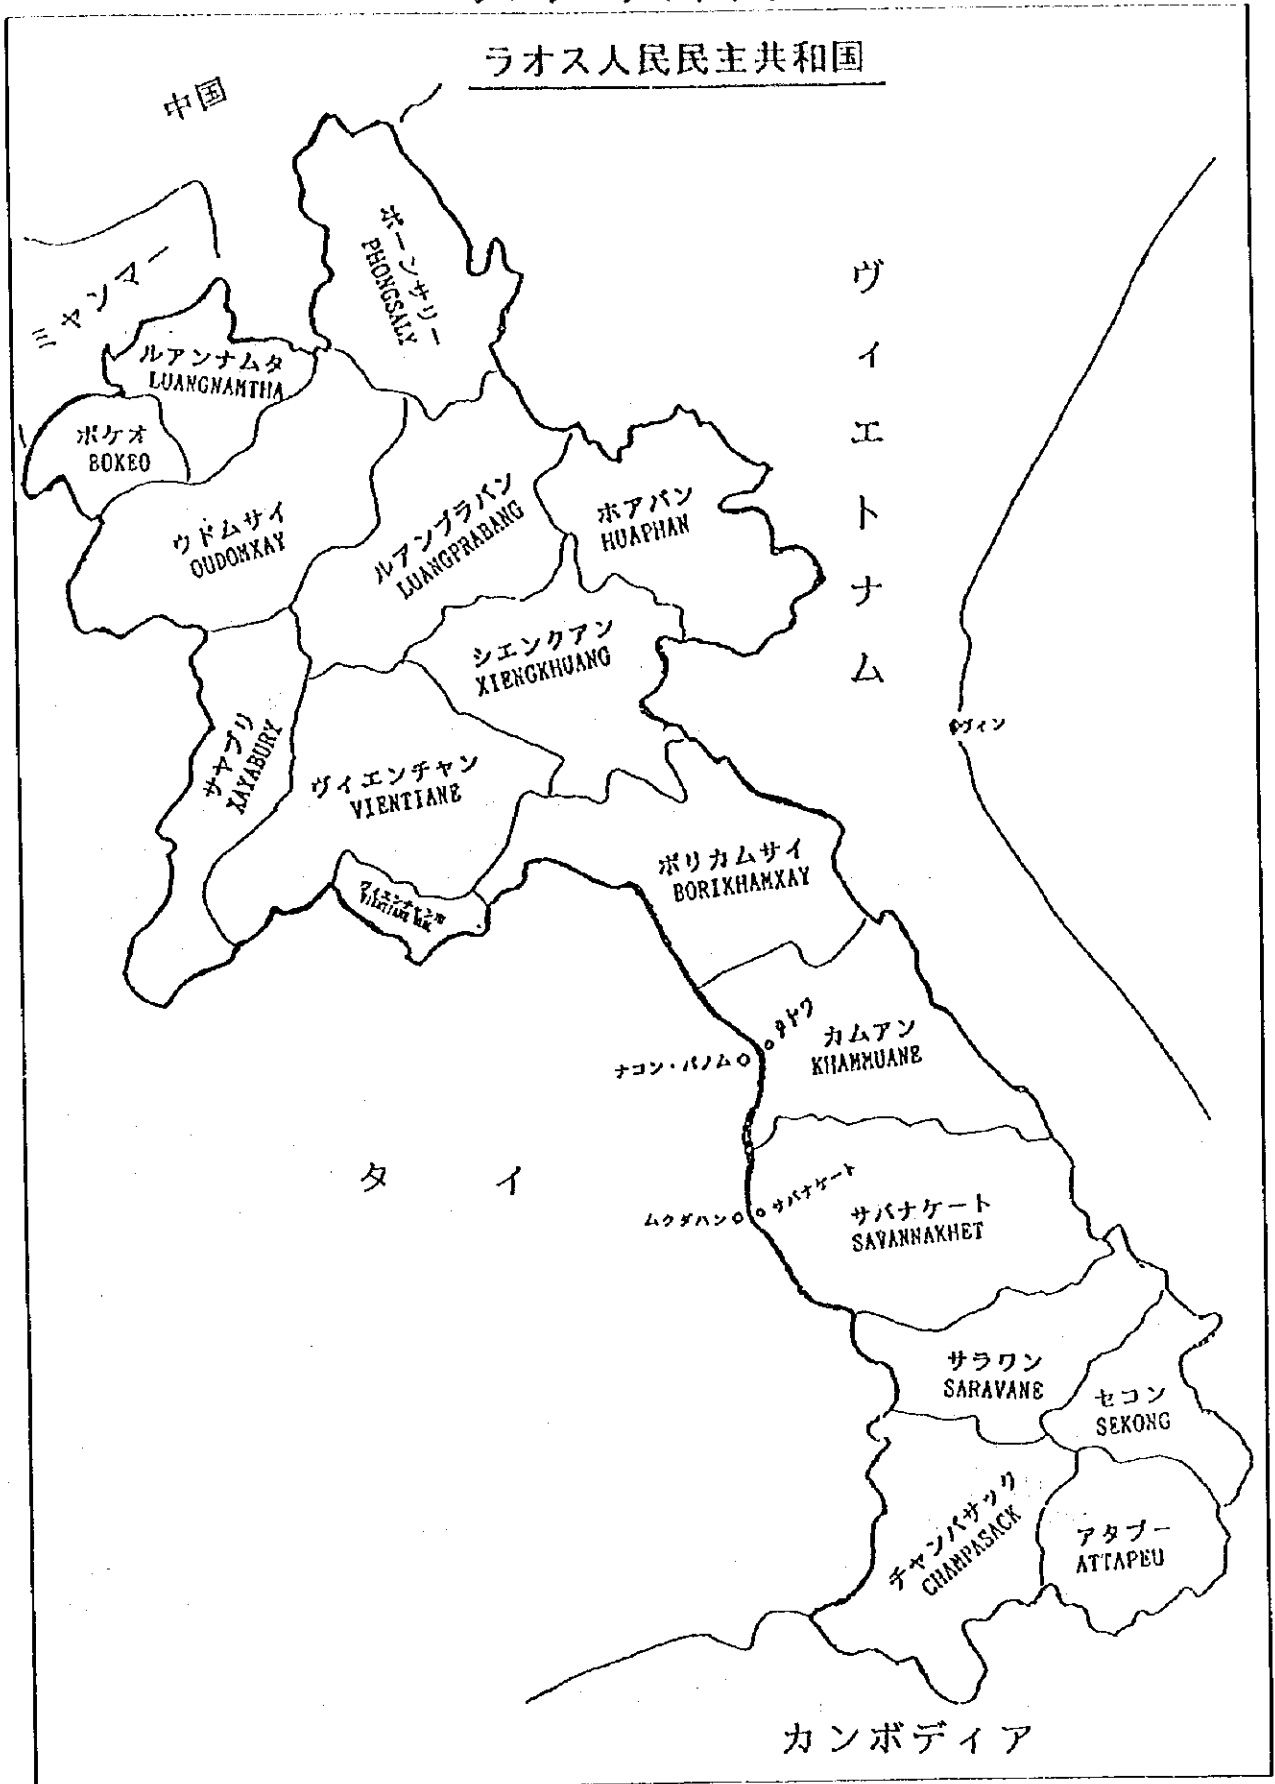 ラオス人民民主共和国
中国
ミャンマー
ヴィエトナム
ポーンサリー
PHONGSALY
ルアンナムタ
LUANGNAMTHA
ボケオ
BOKEO
ウドムサイ
OUDOMXAY
ルアンプラバン
LUANGPRABANG
ホアパン
HUAPHAN
シエンクアン
XIENGKHUANG
サヤブリ
XAYABURY
ヴィエンチャン
VIENTIANE
ヴィン
ボリカムサイ
BORIKHAMXAY
タドワ
ナコン・パノム
カムアン
KHAMMUANE
タイ
ムクダハン
サバナケート
サバナケート
SAVANNAKHET
サラワン
SARAVANE
セコン
SEKONG
チャンパサック
CHAMPASACK
アタプー
ATTAPEU
カンボディア